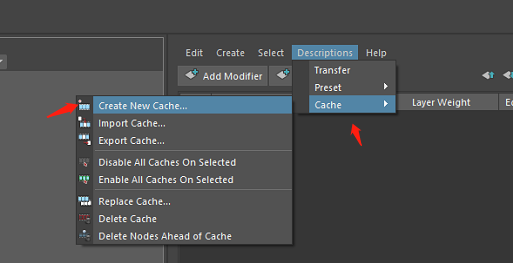 Edit Create Select Descriptions Help
Add Modifier
Transfer
Preset
Cache
Layer Weight
Create New Cache...
Import Cache...
Export Cache...
Disable All Caches On Selected
Enable All Caches On Selected
Replace Cache...
Delete Cache
Delete Nodes Ahead of Cache